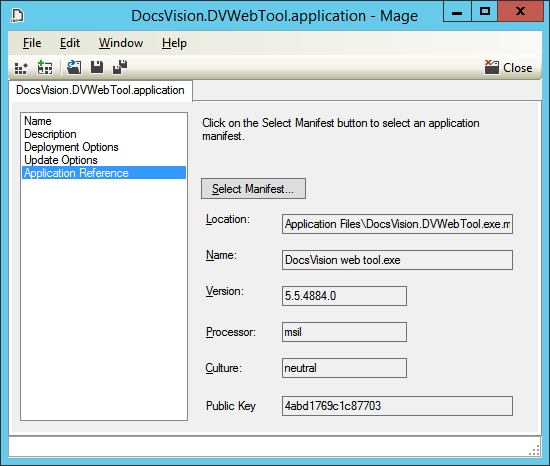 DocsVision.DVWebTool.application - Mage
File Edit Window Help
Close
DocsVision.DVWebTool.application
Name
Description
Deployment Options
Update Options
Application Reference
Click on the Select Manifest button to select an application
manifest.
Select Manifest...
Location: Application Files\DocsVision.DVWebTool.exe.m
Name: DocsVision web tool.exe
Version: 5.5.4884.0
Processor: msil
Culture: neutral
Public Key 4abd1769c1c87703